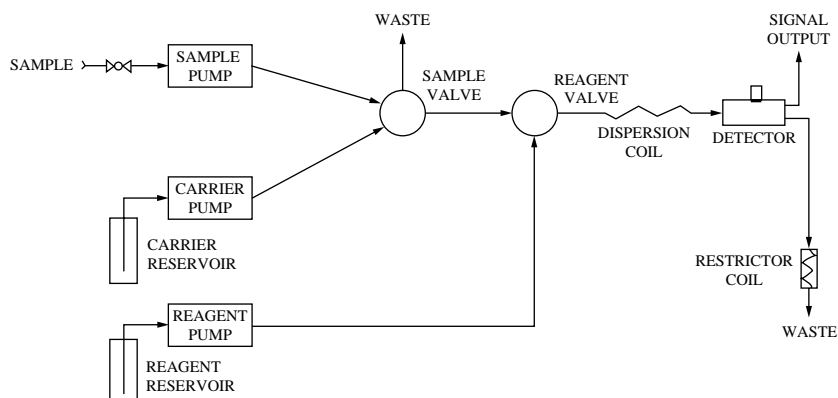 WASTE
SIGNAL
OUTPUT
SAMPLE
SAMPLE
PUMP
SAMPLE
VALVE
REAGENT
VALVE
DISPERSION
COIL
DETECTOR
CARRIER
PUMP
CARRIER
RESERVOIR
RESTRICTOR
COIL
REAGENT
PUMP
WASTE
REAGENT
RESERVOIR